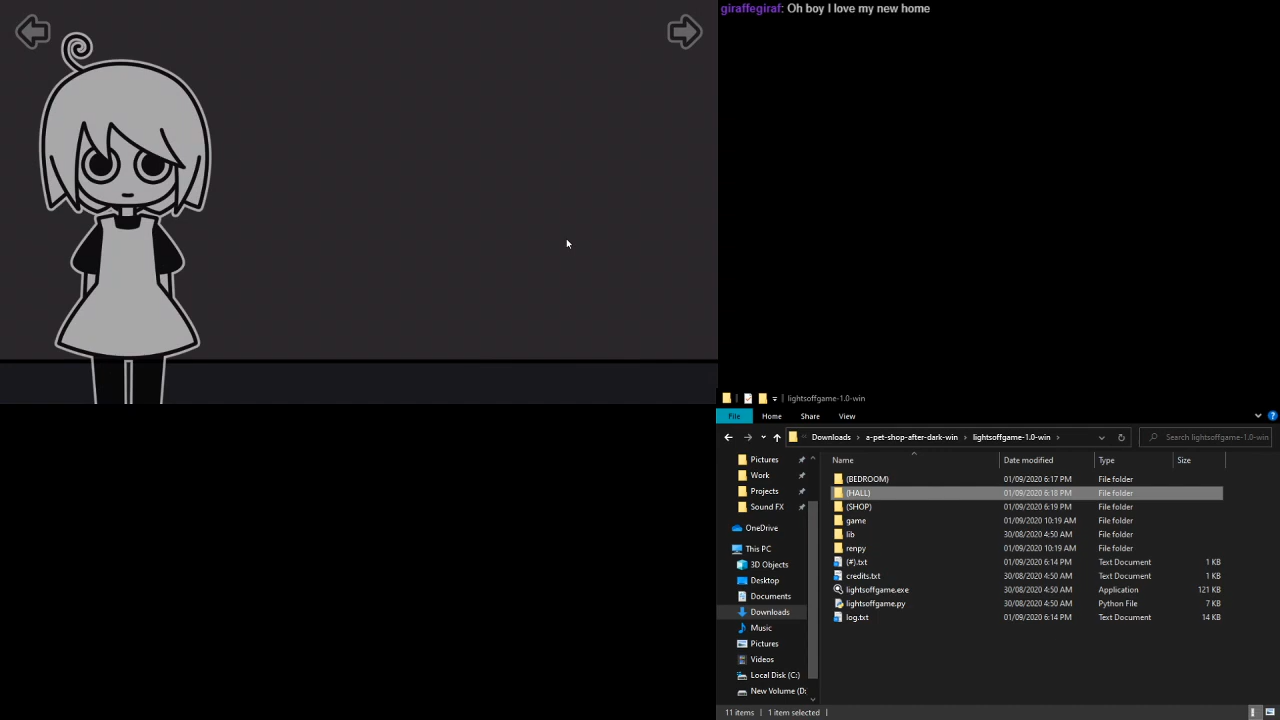 giraffegiraf: Oh boy I love my new home
lightsoffgame-1.0-win
File Home Share View
Downloads > a-pet-shop-after-dark-win > lightsoffgame-1.0-win >
Search lightsoffgame-1.0-win
Name Date modified Type Size
Pictures
Work
Projects
Sound FX
OneDrive
This PC
3D Objects
Desktop
Documents
Downloads
Music
Pictures
Videos
Local Disk (C:)
New Volume (D:
(BEDROOM) 01/09/2020 6:17 PM File folder
(HALL) 01/09/2020 6:18 PM File folder
(SHOP) 01/09/2020 6:19 PM File folder
game 01/09/2020 10:19 AM File folder
lib 30/08/2020 4:50 AM File folder
renpy 01/09/2020 10:19 AM File folder
(#).txt 01/09/2020 6:14 PM Text Document 1 KB
credits.txt 30/08/2020 4:50 AM Text Document 1 KB
lightsoffgame.exe 30/08/2020 4:50 AM Application 121 KB
lightsoffgame.py 30/08/2020 4:50 AM Python File 7 KB
log.txt 01/09/2020 6:14 PM Text Document 14 KB
11 items 1 item selected